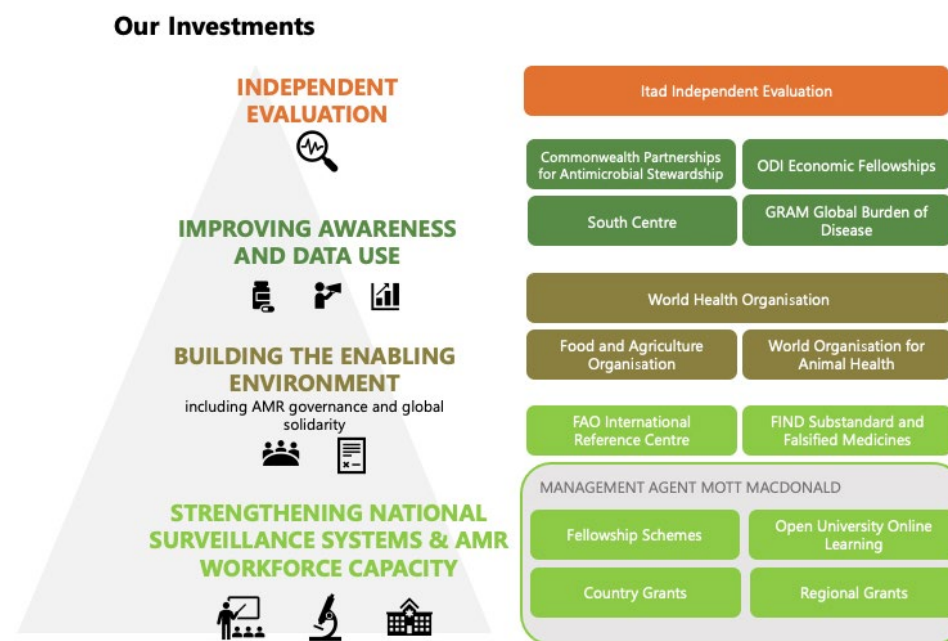 Our Investments
INDEPENDENT
EVALUATION
Itad Independent Evaluation
IMPROVING AWARENESS
AND DATA USE
Commonwealth Partnerships
for Antimicrobial Stewardship
ODI Economic Fellowships
South Centre
GRAM Global Burden of
Disease
BUILDING THE ENABLING
ENVIRONMENT
including AMR governance and global
solidarity
World Health Organisation
Food and Agriculture
Organisation
World Organisation for
Animal Health
STRENGTHENING NATIONAL
SURVEILLANCE SYSTEMS & AMR
WORKFORCE CAPACITY
FAO International
Reference Centre
FIND Substandard and
Falsified Medicines
MANAGEMENT AGENT MOTT MACDONALD
Fellowship Schemes
Open University Online
Learning
Country Grants
Regional Grants